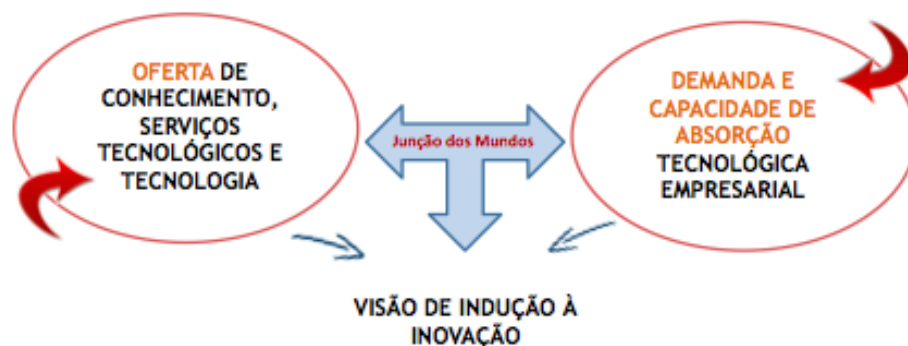 OFERTA DE
CONHECIMENTO,
SERVIÇOS
TECNOLÓGICOS E
TECNOLOGIA
Junção dos Mundos
DEMANDA E
CAPACIDADE DE
ABSORÇÃO
TECNOLÓGICA
EMPRESARIAL
VISÃO DE INDUÇÃO À
INOVAÇÃO